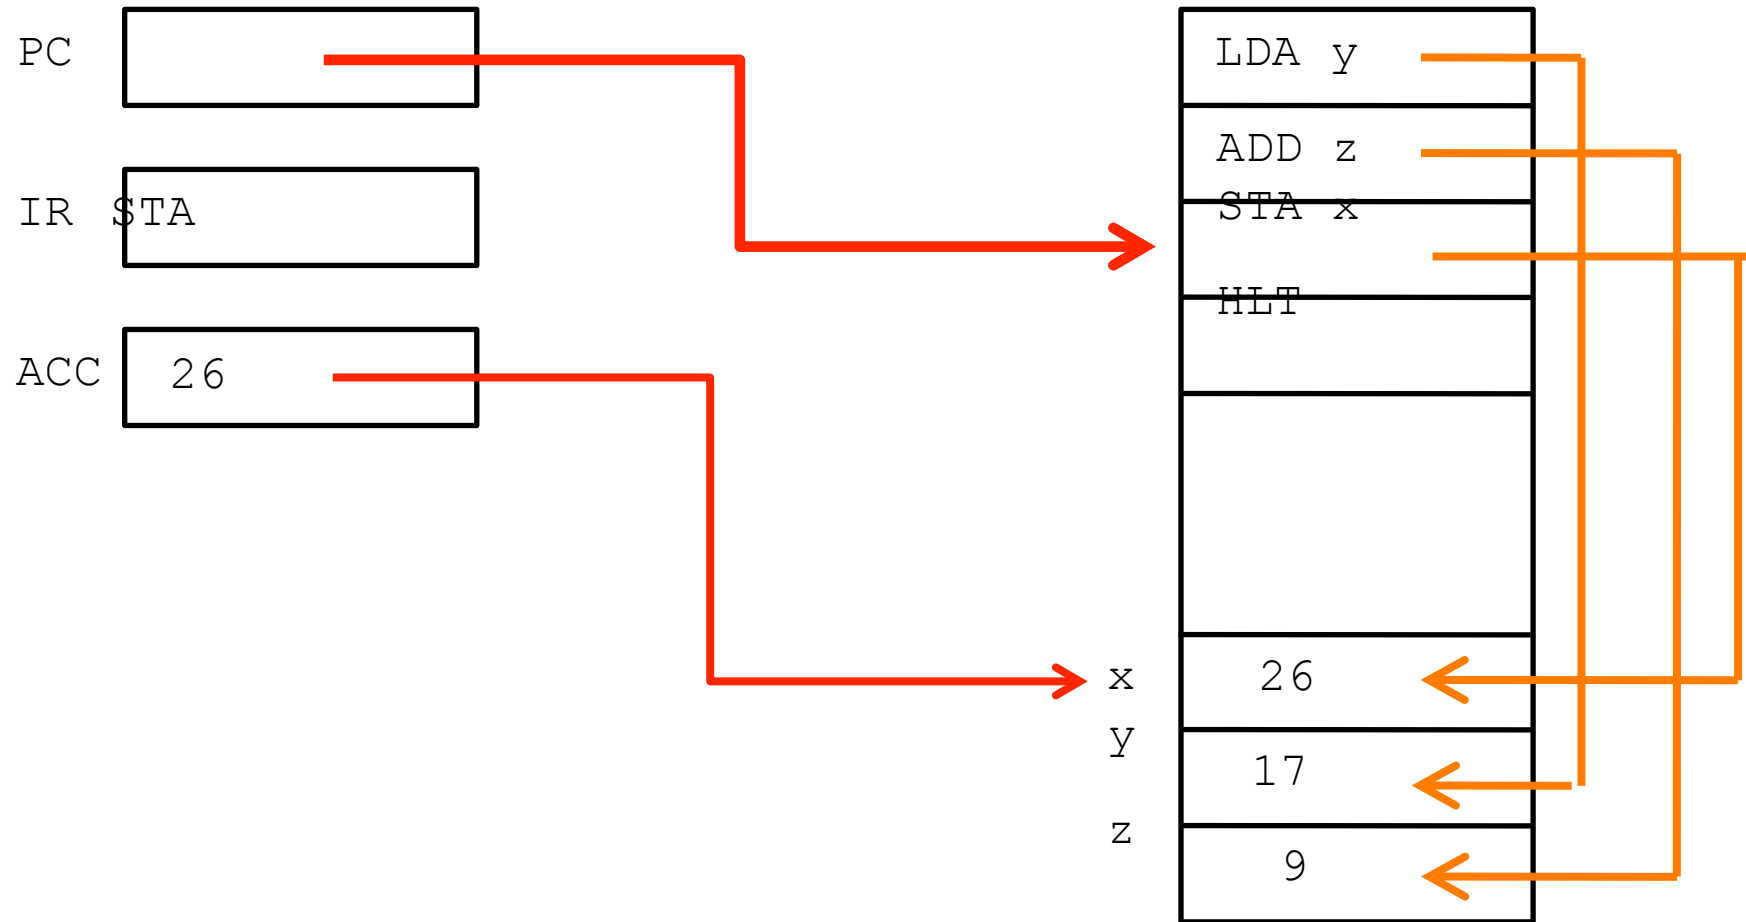 PC
IR STA
ACC 26
LDA y
ADD z
STA x
HLT
x 26
y 17
z 9